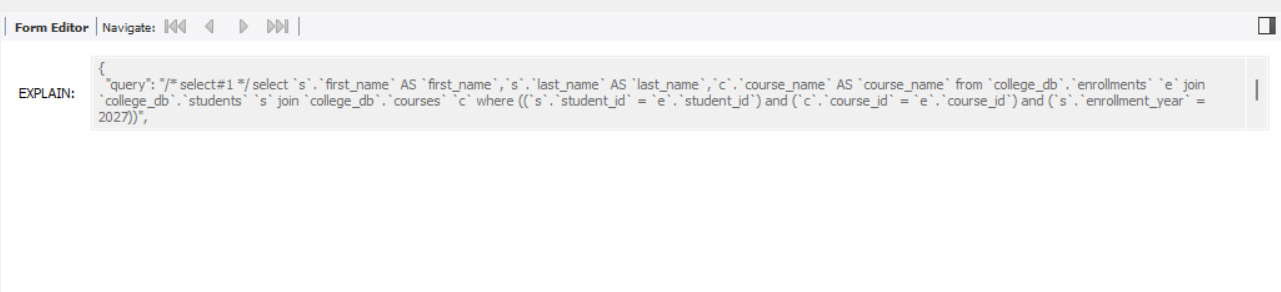 Form Editor Navigate:
EXPLAIN:
{
"query": "/* select#1 */ select `s`.`first_name` AS `first_name`,`s`.`last_name` AS `last_name`,`c`.`course_name` AS `course_name` from `college_db`.`enrollments` `e` join
`college_db`.`students` `s` join `college_db`.`courses` `c` where ((`s`.`student_id` = `e`.`student_id`) and (`c`.`course_id` = `e`.`course_id`) and (`s`.`enrollment_year` =
2027))",